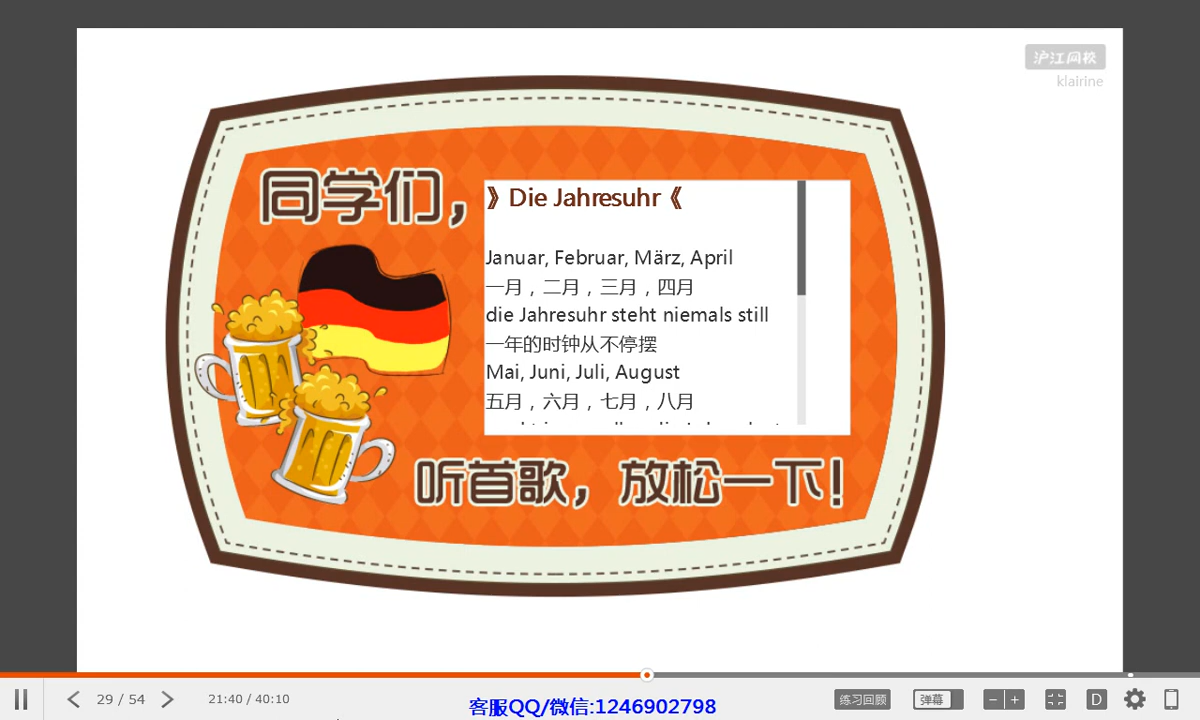 沪江网校
klairine
同学们，
》Die Jahresuhr《
Januar, Februar, März, April
一月，二月，三月，四月
die Jahresuhr steht niemals still
一年的时钟从不停摆
Mai, Juni, Juli, August
五月，六月，七月，八月
听首歌，放松一下！
29 / 54
21:40 / 40:10
客服QQ/微信:1246902798
练习回顾
弹幕
D